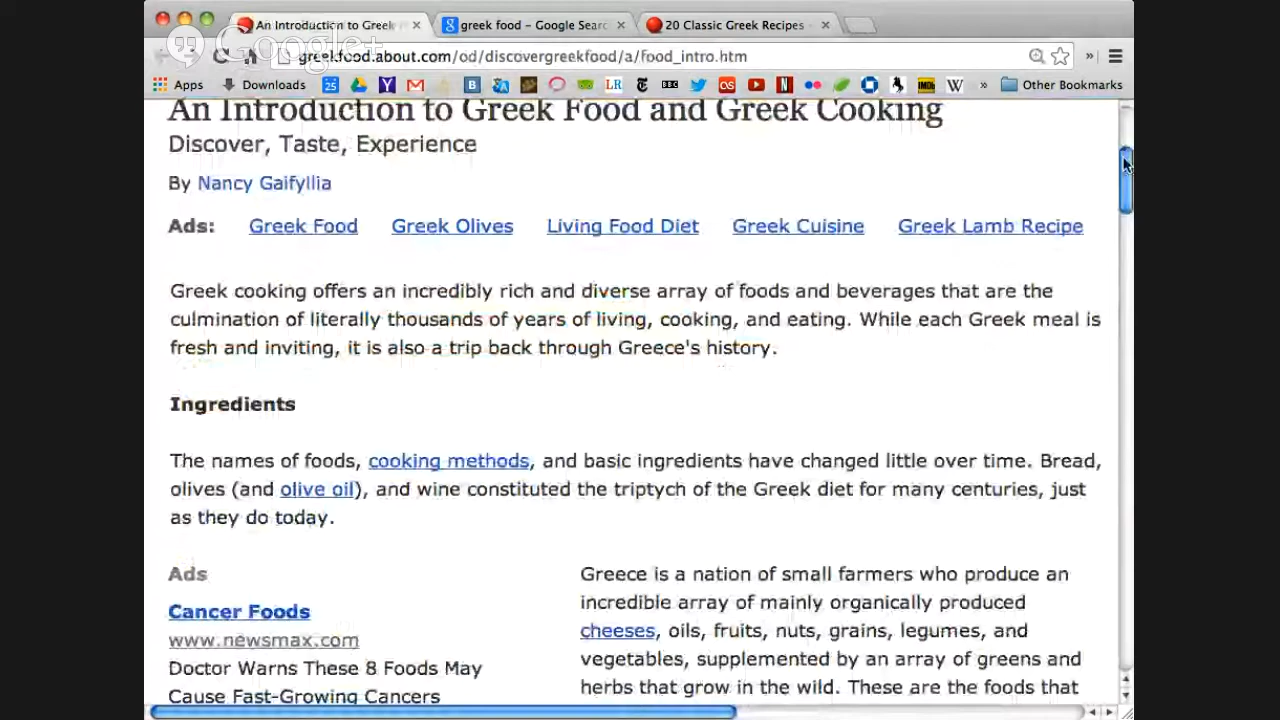 An Introduction to Greek
greek food - Google Searc
20 Classic Greek Recipes
Google+
greekfood.about.com/od/discovergreekfood/a/food_intro.htm
Apps Downloads Other Bookmarks
An Introduction to Greek Food and Greek Cooking
Discover, Taste, Experience
By Nancy Gaifyllia
Ads: Greek Food Greek Olives Living Food Diet Greek Cuisine Greek Lamb Recipe
Greek cooking offers an incredibly rich and diverse array of foods and beverages that are the
culmination of literally thousands of years of living, cooking, and eating. While each Greek meal is
fresh and inviting, it is also a trip back through Greece's history.
Ingredients
The names of foods, cooking methods, and basic ingredients have changed little over time. Bread,
olives (and olive oil), and wine constituted the triptych of the Greek diet for many centuries, just
as they do today.
Ads
Cancer Foods
www.newsmax.com
Doctor Warns These 8 Foods May
Cause Fast-Growing Cancers
Greece is a nation of small farmers who produce an
incredible array of mainly organically produced
cheeses, oils, fruits, nuts, grains, legumes, and
vegetables, supplemented by an array of greens and
herbs that grow in the wild. These are the foods that